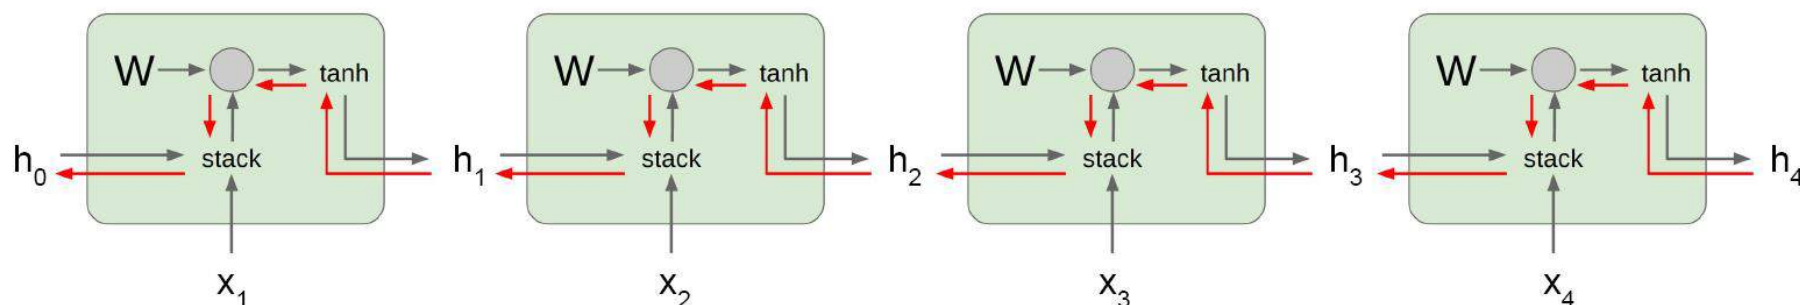 W tanh W tanh W tanh W tanh
h0 stack h1 stack h2 stack h3 stack h4
x1 x2 x3 x4